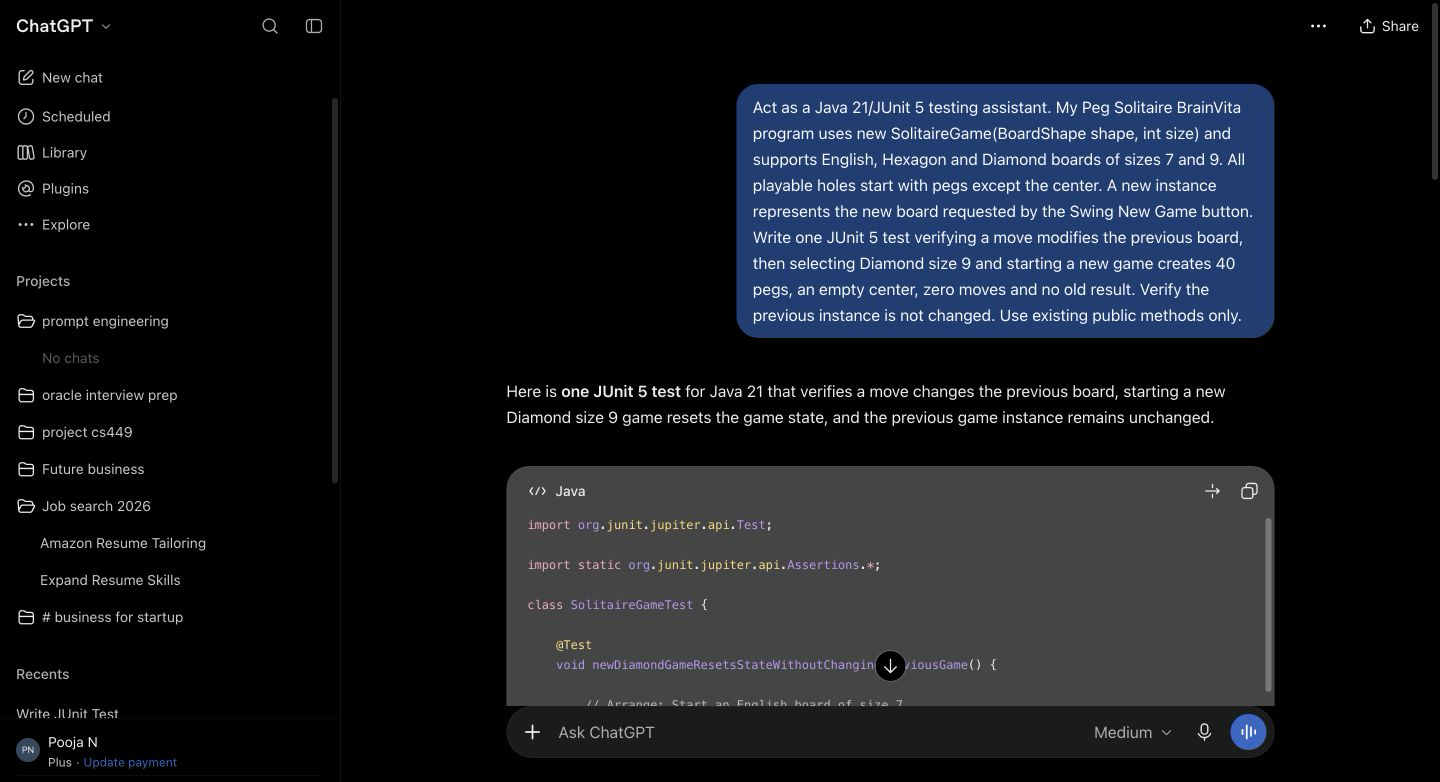 ChatGPT
New chat
Scheduled
Library
Plugins
Explore
Projects
prompt engineering
No chats
oracle interview prep
project cs449
Future business
Job search 2026
Amazon Resume Tailoring
Expand Resume Skills
# business for startup
Recents
Write JUnit Test
PN
Pooja N
Plus · Update payment
Share
Act as a Java 21/JUnit 5 testing assistant. My Peg Solitaire BrainVita
program uses new SolitaireGame(BoardShape shape, int size) and
supports English, Hexagon and Diamond boards of sizes 7 and 9. All
playable holes start with pegs except the center. A new instance
represents the new board requested by the Swing New Game button.
Write one JUnit 5 test verifying a move modifies the previous board,
then selecting Diamond size 9 and starting a new game creates 40
pegs, an empty center, zero moves and no old result. Verify the
previous instance is not changed. Use existing public methods only.
Here is one JUnit 5 test for Java 21 that verifies a move changes the previous board, starting a new
Diamond size 9 game resets the game state, and the previous game instance remains unchanged.
Java
import org.junit.jupiter.api.Test;
import static org.junit.jupiter.api.Assertions.*;
class SolitaireGameTest {
@Test
void newDiamondGameResetsStateWithoutChangin viousGame() {
// Arrange: Start an English board of size 7
Ask ChatGPT
Medium